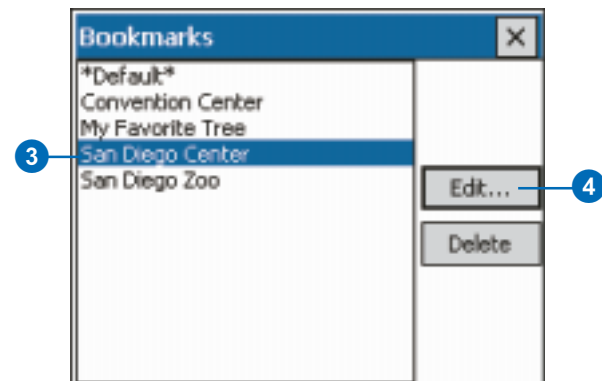 Bookmarks
*Default*
Convention Center
My Favorite Tree
3 San Diego Center
San Diego Zoo
Edit... 4
Delete